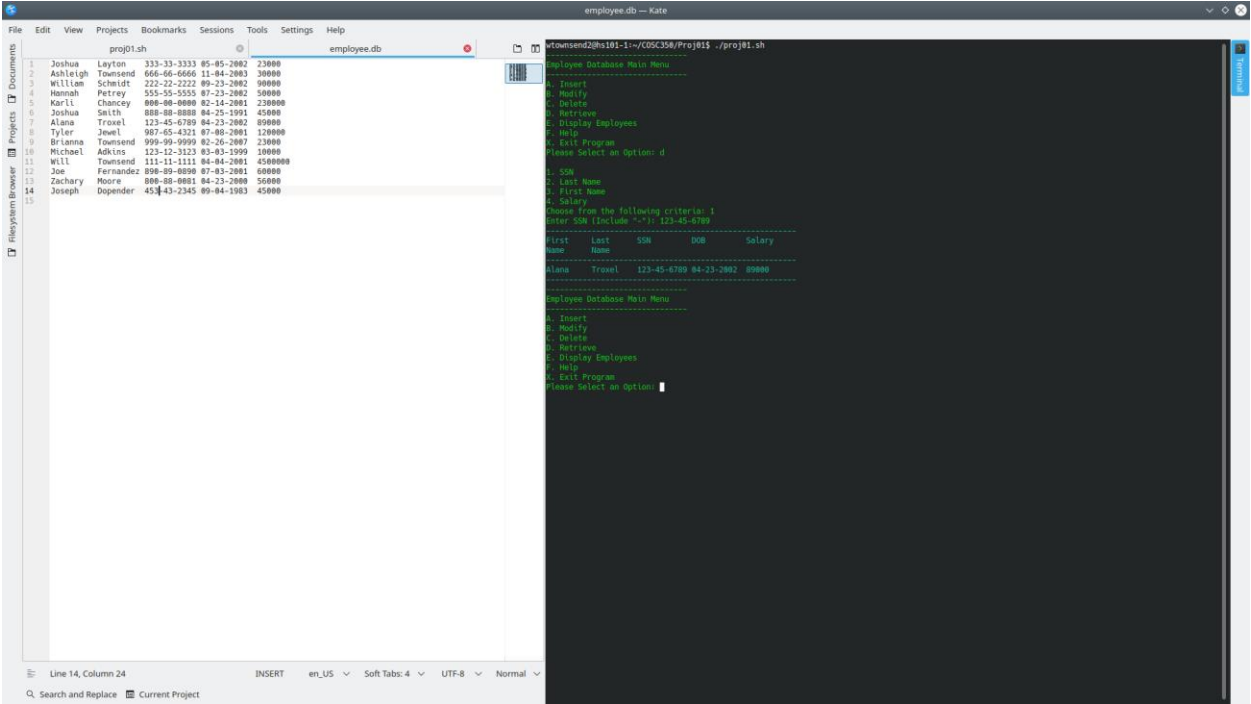 employee.db — Kate
File Edit View Projects Bookmarks Sessions Tools Settings Help
proj01.sh employee.db
Documents
Projects
Filesystem Browser
1 Joshua Layton 333-33-3333 05-05-2002 23000
2 Ashleigh Townsend 666-66-6666 11-04-2003 30000
3 William Schmidt 222-22-2222 09-23-2002 90000
4 Hannah Petrey 555-55-5555 07-23-2002 50000
5 Karli Chancey 000-00-0000 02-14-2001 230000
6 Joshua Smith 888-88-8888 04-25-1991 45000
7 Alana Troxel 123-45-6789 04-23-2002 89000
8 Tyler Jewel 987-65-4321 07-08-2001 120000
9 Brianna Townsend 999-99-9999 02-26-2007 23000
10 Michael Adkins 123-12-3123 03-03-1999 10000
11 Will Townsend 111-11-1111 04-04-2001 4500000
12 Joe Fernandez 890-89-0890 07-03-2001 60000
13 Zachary Moore 800-88-0081 04-23-2000 56000
14 Joseph Dopender 453-43-2345 09-04-1983 45000
15
Line 14, Column 24 INSERT en_US Soft Tabs: 4 UTF-8 Normal
Search and Replace Current Project
wtownsend2@hs101-1:~/COSC350/Proj01$ ./proj01.sh
-------------------------------
Employee Database Main Menu
-------------------------------
A. Insert
B. Modify
C. Delete
D. Retrieve
E. Display Employees
F. Help
X. Exit Program
Please Select an Option: d
1. SSN
2. Last Name
3. First Name
4. Salary
Choose from the following criteria: 1
Enter SSN (Include "-"): 123-45-6789
-------------------------------------------------------
First Last SSN DOB Salary
Name Name
-------------------------------------------------------
Alana Troxel 123-45-6789 04-23-2002 89000
-------------------------------------------------------
-------------------------------
Employee Database Main Menu
-------------------------------
A. Insert
B. Modify
C. Delete
D. Retrieve
E. Display Employees
F. Help
X. Exit Program
Please Select an Option:
Terminal